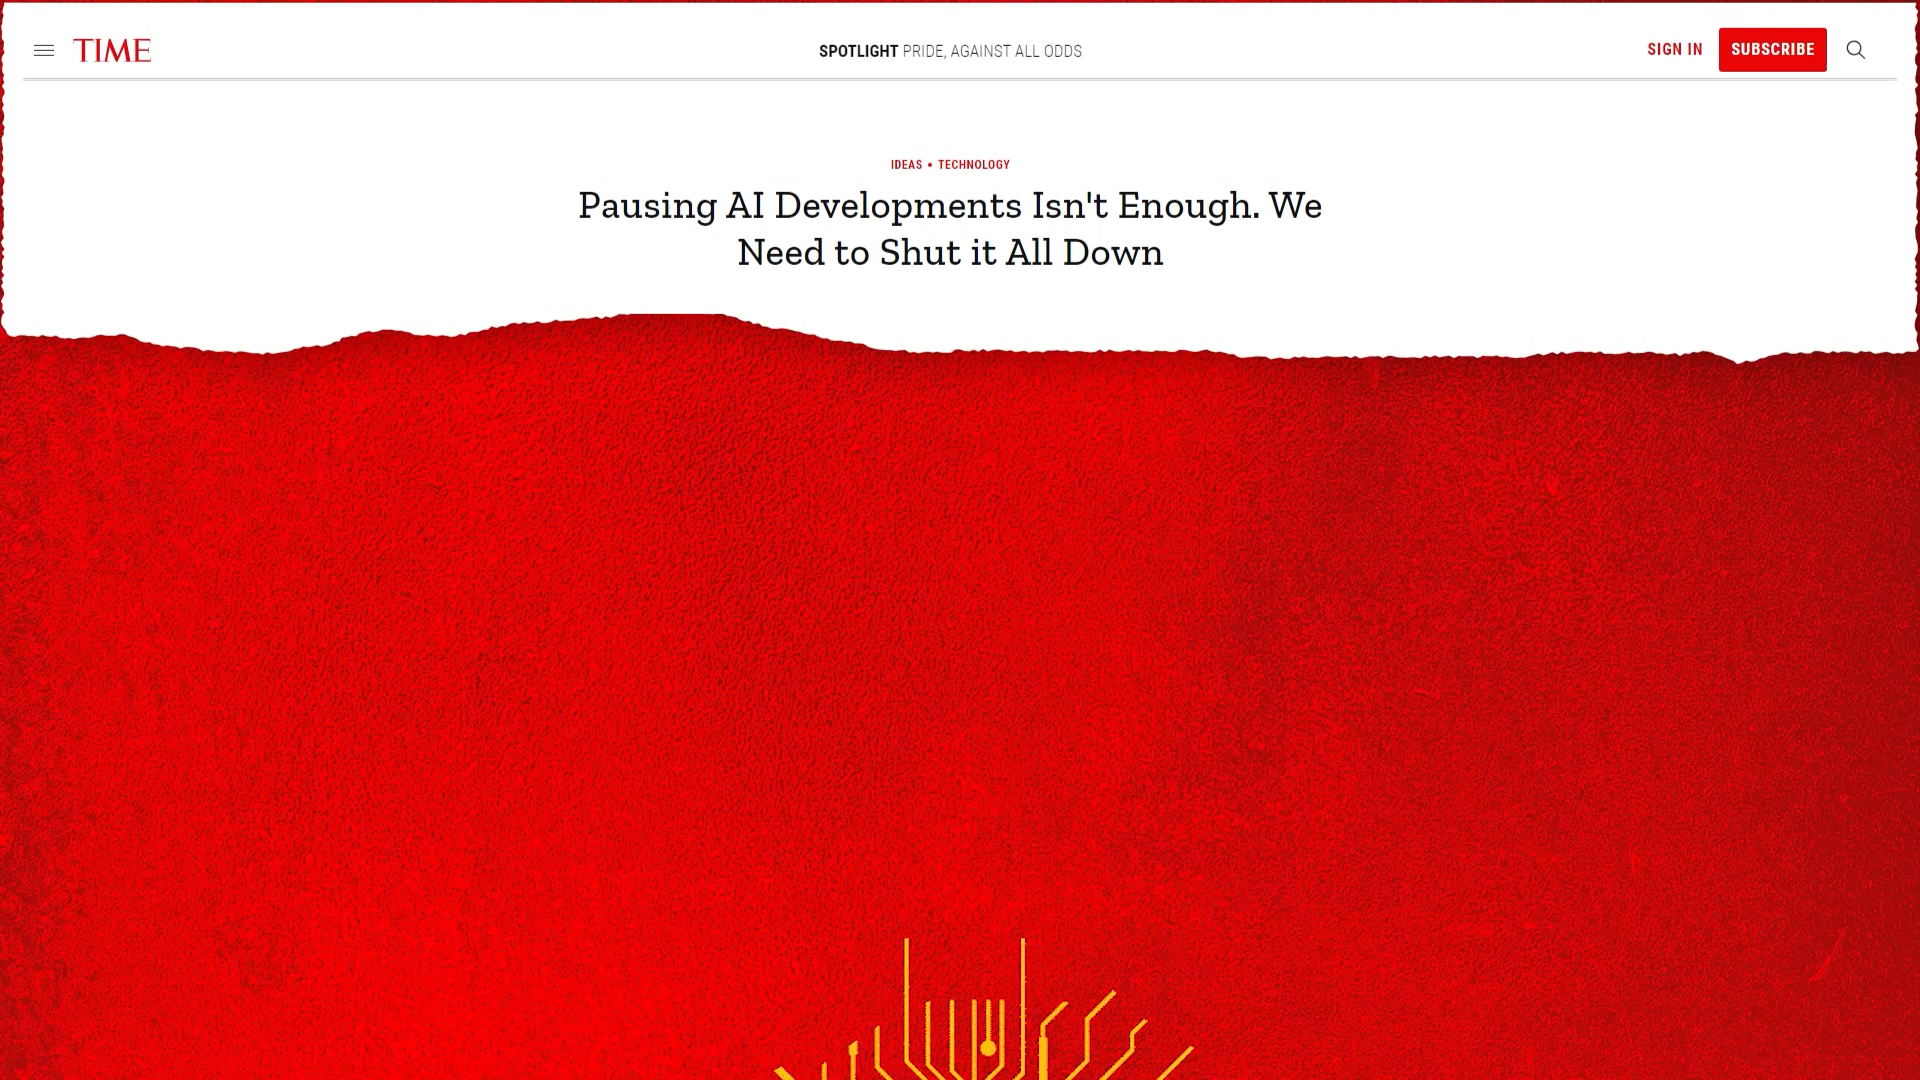 TIME
SPOTLIGHT PRIDE, AGAINST ALL ODDS
SIGN IN
SUBSCRIBE
IDEAS • TECHNOLOGY
Pausing AI Developments Isn't Enough. We
Need to Shut it All Down